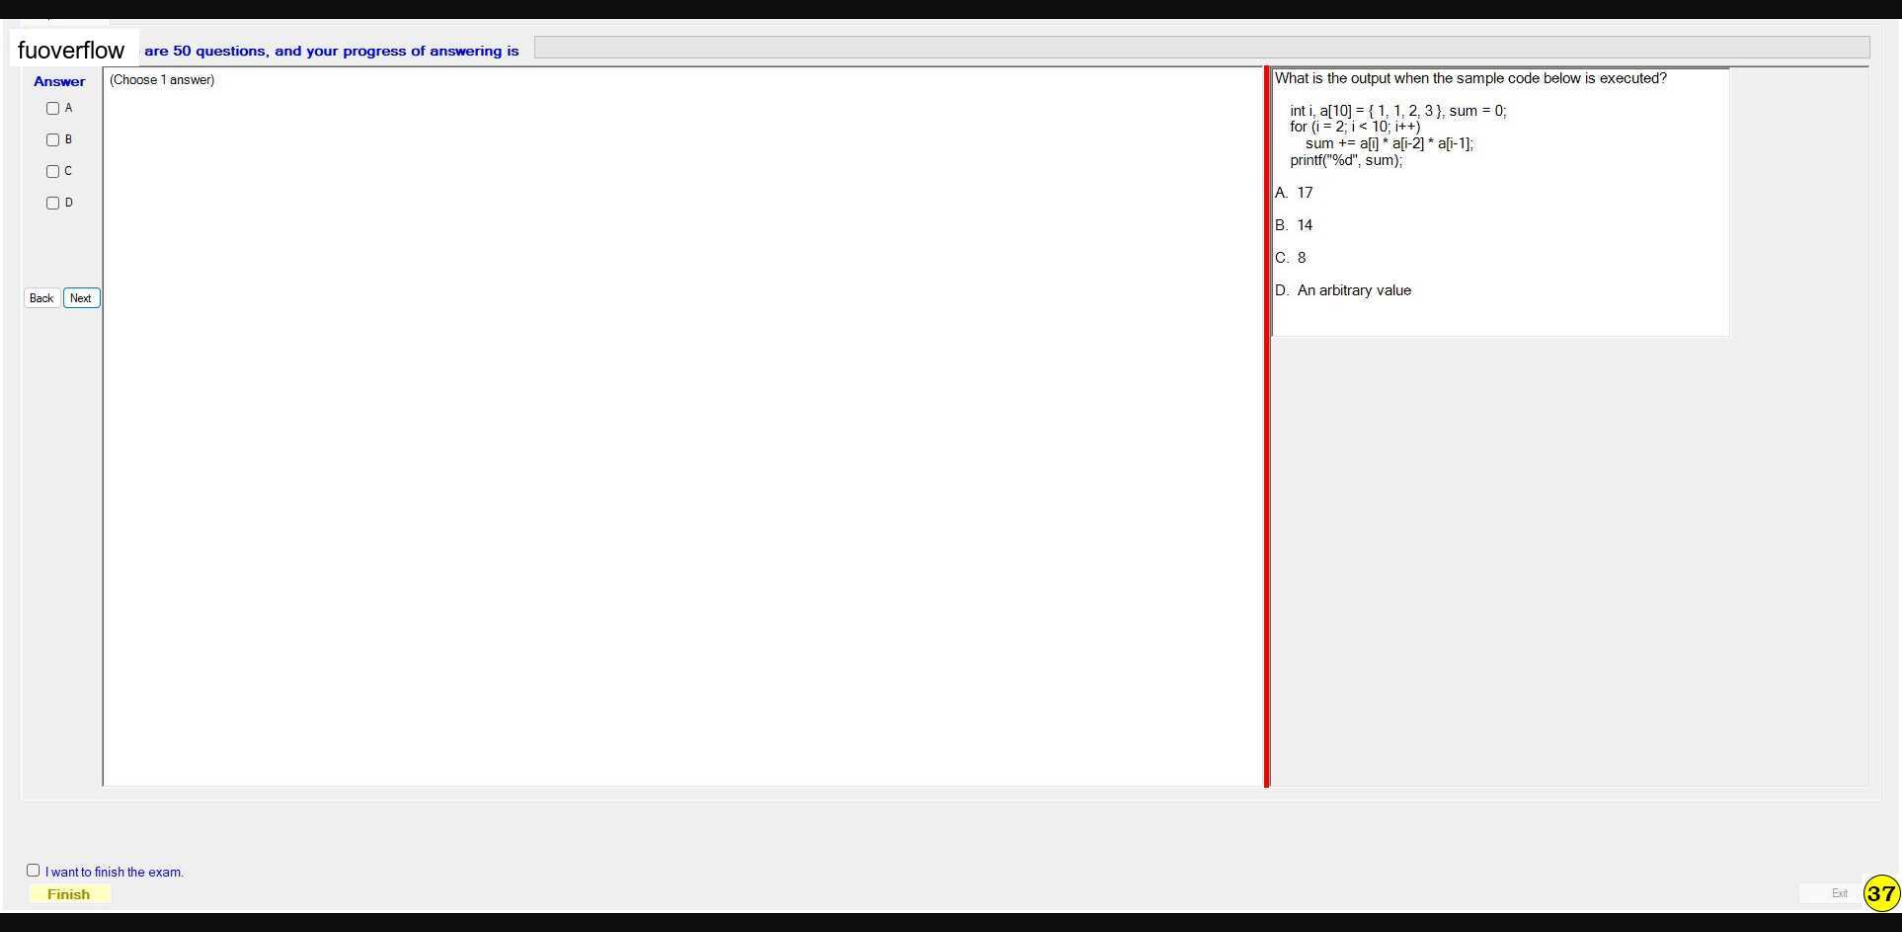 fuoverflow are 50 questions, and your progress of answering is
Answer
(Choose 1 answer)
A
B
C
D
Back Next
What is the output when the sample code below is executed?
int i, a[10] = { 1, 1, 2, 3 }, sum = 0;
for (i = 2; i < 10; i++)
sum += a[i] * a[i-2] * a[i-1];
printf("%d", sum);
A. 17
B. 14
C. 8
D. An arbitrary value
I want to finish the exam.
Finish
Exit
37